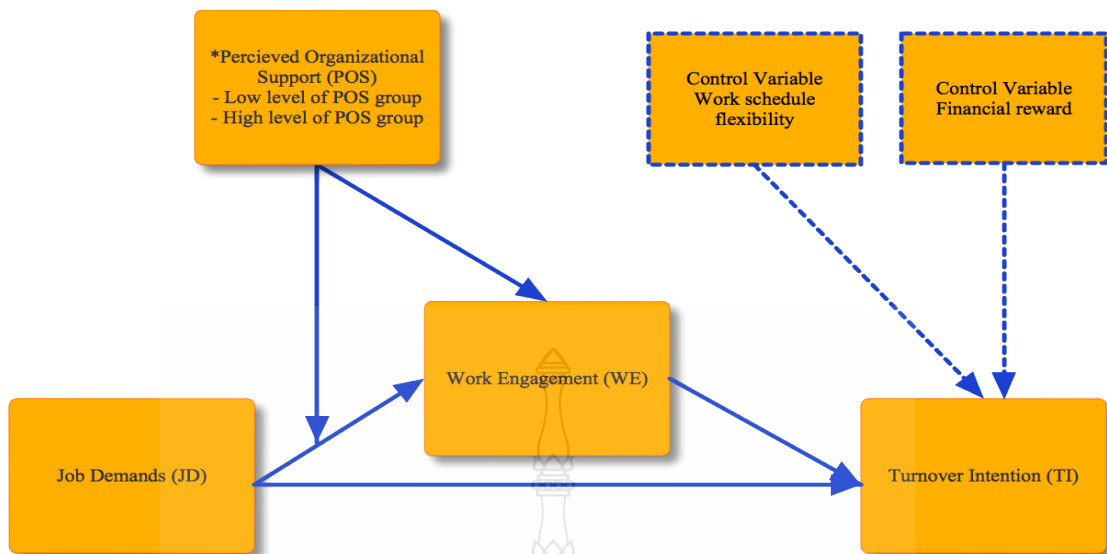 *Percieved Organizational
Support (POS)
- Low level of POS group
- High level of POS group
Control Variable
Work schedule
flexibility
Control Variable
Financial reward
Work Engagement (WE)
Job Demands (JD)
Turnover Intention (TI)